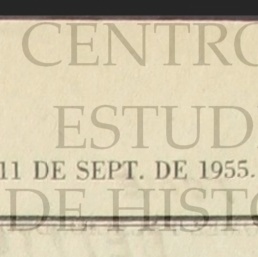 CENTRO
ESTUD
11 DE SEPT. DE 1955.
DE HISTO